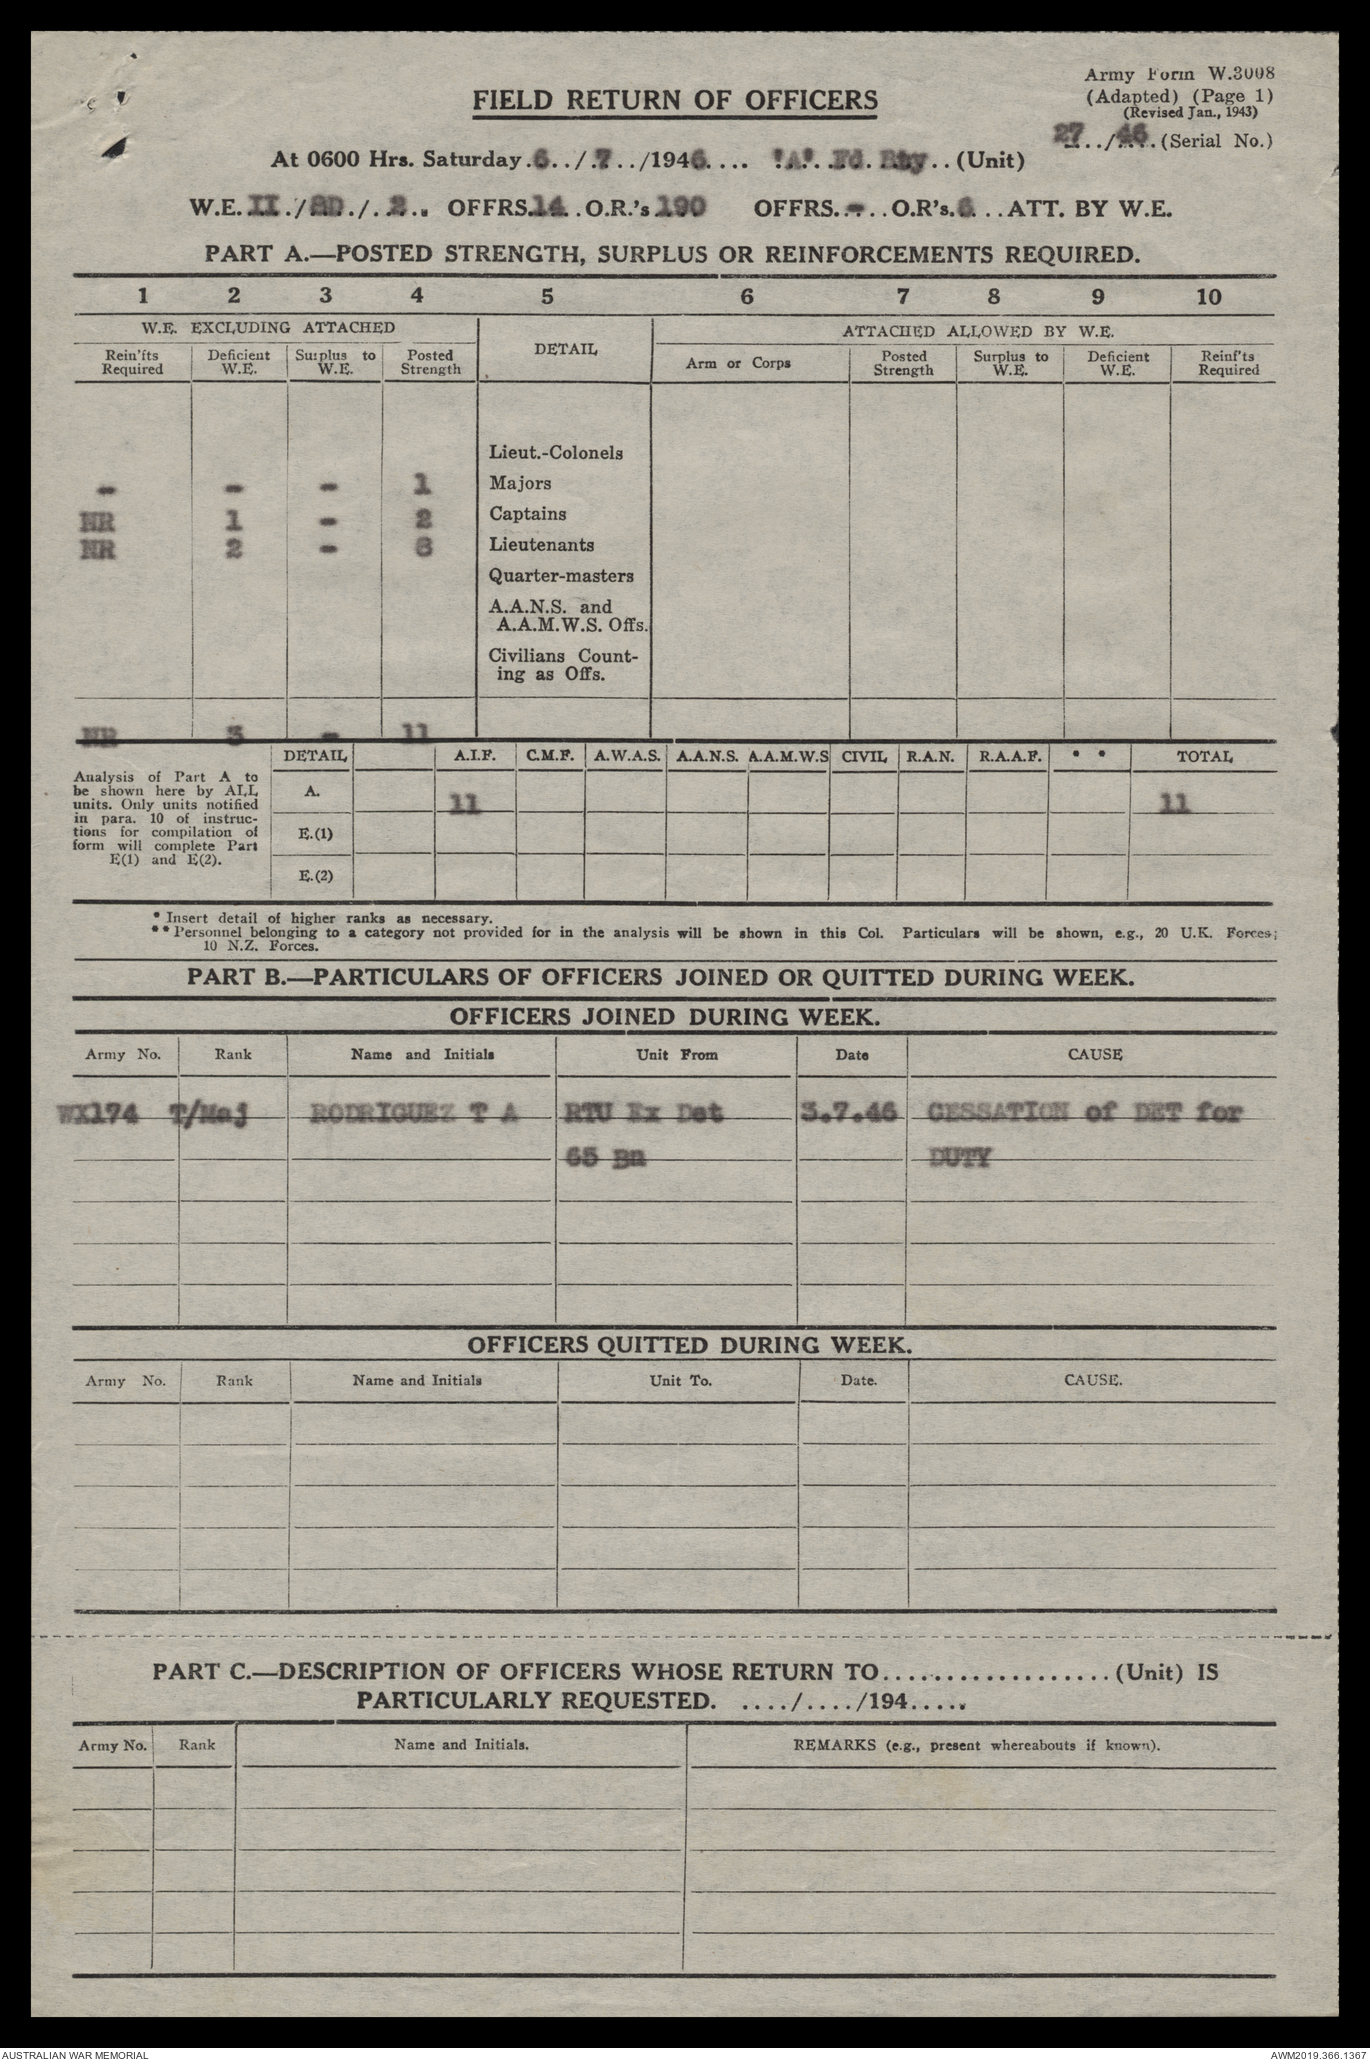 Army Form W.3008
FIELD RETURN OF OFFICERS
(Adapted) (Page 1)
(Revised Jan., 1943)
27../46.(Serial No.)
At 0600 Hrs. Saturday.6../.7../1946.... 'A'. Fd. Bty..(Unit)
W.E. II./SD./..2.. OFFRS.14..O.R.'s.190 OFFRS..-...O.R's.6...ATT. BY W.E.
PART A.—POSTED STRENGTH, SURPLUS OR REINFORCEMENTS REQUIRED.
1 2 3 4 5 6 7 8 9 10
W.E. EXCLUDING ATTACHED DETAIL ATTACHED ALLOWED BY W.E.
Rein'fts Required Deficient W.E. Surplus to W.E. Posted Strength Arm or Corps Posted Strength Surplus to W.E. Deficient W.E. Reinf'ts Required
Lieut.-Colonels
- - - 1 Majors
NR 1 - 2 Captains
NR 2 - 8 Lieutenants
Quarter-masters
A.A.N.S. and
A.A.M.W.S. Offs.
Civilians Count-
ing as Offs.
NR 3 - 11
DETAIL A.I.F. C.M.F. A.W.A.S. A.A.N.S. A.A.M.W.S CIVIL R.A.N. R.A.A.F. * * TOTAL
Analysis of Part A to
be shown here by ALL
units. Only units notified
in para. 10 of instruc-
tions for compilation of
form will complete Part
E(1) and E(2).
A. 11 11
E.(1)
E.(2)
* Insert detail of higher ranks as necessary.
** Personnel belonging to a category not provided for in the analysis will be shown in this Col. Particulars will be shown, e.g., 20 U.K. Forces;
10 N.Z. Forces.
PART B.—PARTICULARS OF OFFICERS JOINED OR QUITTED DURING WEEK.
OFFICERS JOINED DURING WEEK.
Army No. Rank Name and Initials Unit From Date CAUSE
WX174 T/Maj RODRIGUEZ T A RTU Ex Det 3.7.46 CESSATION of DET for
65 Bn DUTY
OFFICERS QUITTED DURING WEEK.
Army No. Rank Name and Initials Unit To. Date. CAUSE.
PART C.—DESCRIPTION OF OFFICERS WHOSE RETURN TO...................(Unit) IS
PARTICULARLY REQUESTED. ..../..../194.....
Army No. Rank Name and Initials. REMARKS (e.g., present whereabouts if known).
AUSTRALIAN WAR MEMORIAL AWM2019.366.1367